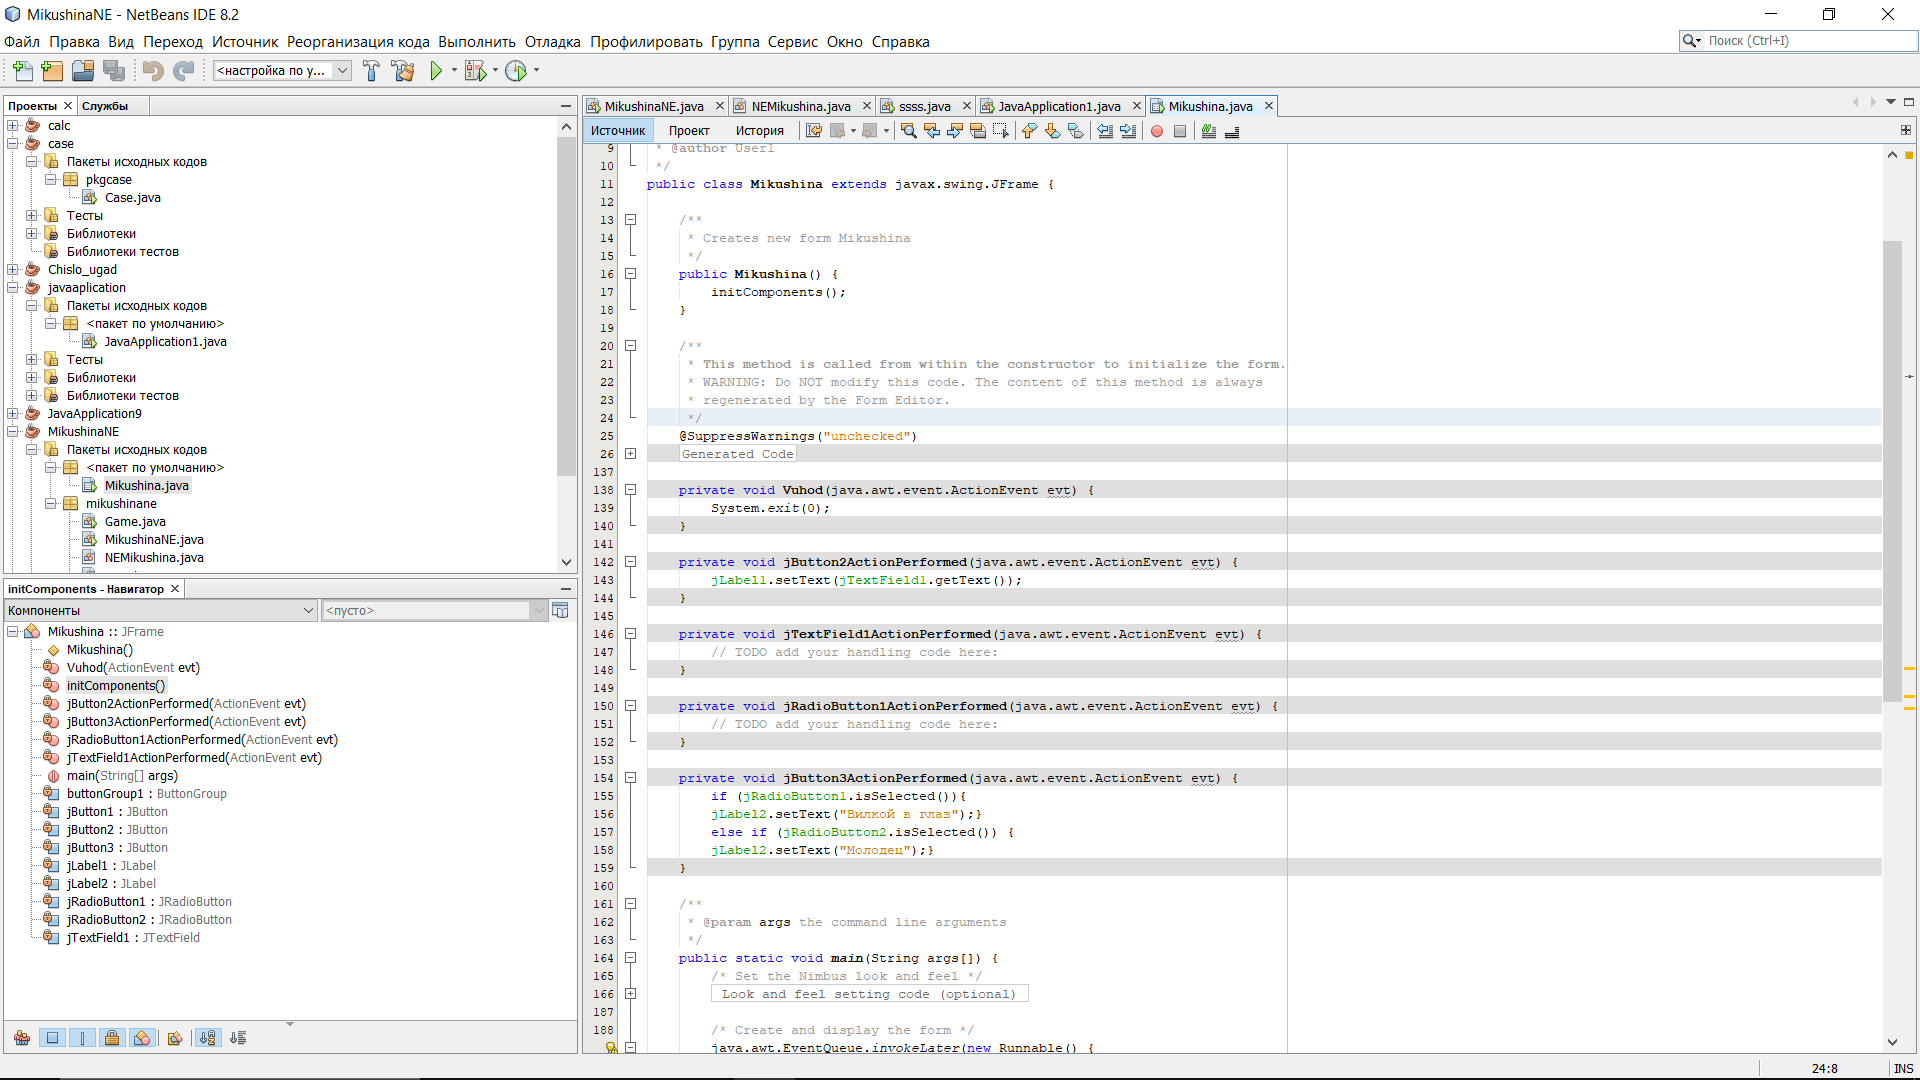 MikushinaNE - NetBeans IDE 8.2
Файл Правка Вид Переход Источник Реорганизация кода Выполнить Отладка Профилировать Группа Сервис Окно Справка
Поиск (Ctrl+I)
<настройка по у...
Проекты Службы
calc
case
Пакеты исходных кодов
pkgcase
Case.java
Тесты
Библиотеки
Библиотеки тестов
Chislo_ugad
javaaplication
Пакеты исходных кодов
<пакет по умолчанию>
JavaApplication1.java
Тесты
Библиотеки
Библиотеки тестов
JavaApplication9
MikushinaNE
Пакеты исходных кодов
<пакет по умолчанию>
Mikushina.java
mikushinane
Game.java
MikushinaNE.java
NEMikushina.java
initComponents - Навигатор
Компоненты
<пусто>
Mikushina :: JFrame
Mikushina()
Vuhod(ActionEvent evt)
initComponents()
jButton2ActionPerformed(ActionEvent evt)
jButton3ActionPerformed(ActionEvent evt)
jRadioButton1ActionPerformed(ActionEvent evt)
jTextField1ActionPerformed(ActionEvent evt)
main(String[] args)
buttonGroup1 : ButtonGroup
jButton1 : JButton
jButton2 : JButton
jButton3 : JButton
jLabel1 : JLabel
jLabel2 : JLabel
jRadioButton1 : JRadioButton
jRadioButton2 : JRadioButton
jTextField1 : JTextField
MikushinaNE.java NEMikushina.java ssss.java JavaApplication1.java Mikushina.java
Источник Проект История
9 * @author User1
10 */
11 public class Mikushina extends javax.swing.JFrame {
12
13 /**
14 * Creates new form Mikushina
15 */
16 public Mikushina() {
17 initComponents();
18 }
19
20 /**
21 * This method is called from within the constructor to initialize the form.
22 * WARNING: Do NOT modify this code. The content of this method is always
23 * regenerated by the Form Editor.
24 */
25 @SuppressWarnings("unchecked")
26 Generated Code
137
138 private void Vuhod(java.awt.event.ActionEvent evt) {
139 System.exit(0);
140 }
141
142 private void jButton2ActionPerformed(java.awt.event.ActionEvent evt) {
143 jLabel1.setText(jTextField1.getText());
144 }
145
146 private void jTextField1ActionPerformed(java.awt.event.ActionEvent evt) {
147 // TODO add your handling code here:
148 }
149
150 private void jRadioButton1ActionPerformed(java.awt.event.ActionEvent evt) {
151 // TODO add your handling code here:
152 }
153
154 private void jButton3ActionPerformed(java.awt.event.ActionEvent evt) {
155 if (jRadioButton1.isSelected()){
156 jLabel2.setText("Вилкой в глаз");}
157 else if (jRadioButton2.isSelected()) {
158 jLabel2.setText("Молодец");}
159 }
160
161 /**
162 * @param args the command line arguments
163 */
164 public static void main(String args[]) {
165 /* Set the Nimbus look and feel */
166 Look and feel setting code (optional)
187
188 /* Create and display the form */
java.awt.EventQueue.invokeLater(new Runnable() {
24:8 INS